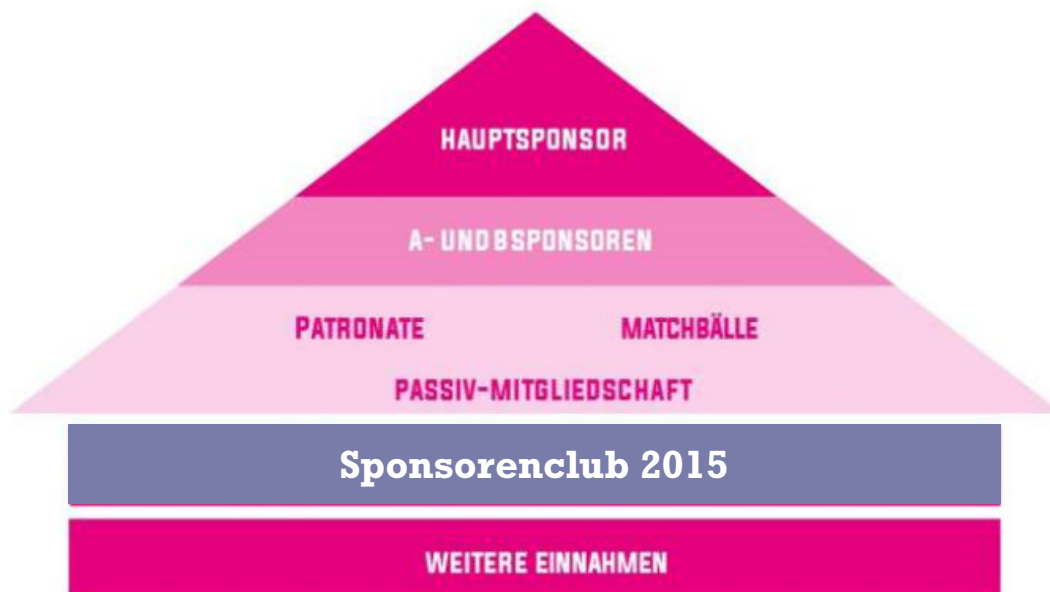 HAUPTSPONSOR
A- UND B SPONSOREN
PATRONATE MATCHBÄLLE
PASSIV-MITGLIEDSCHAFT
Sponsorenclub 2015
WEITERE EINNAHMEN